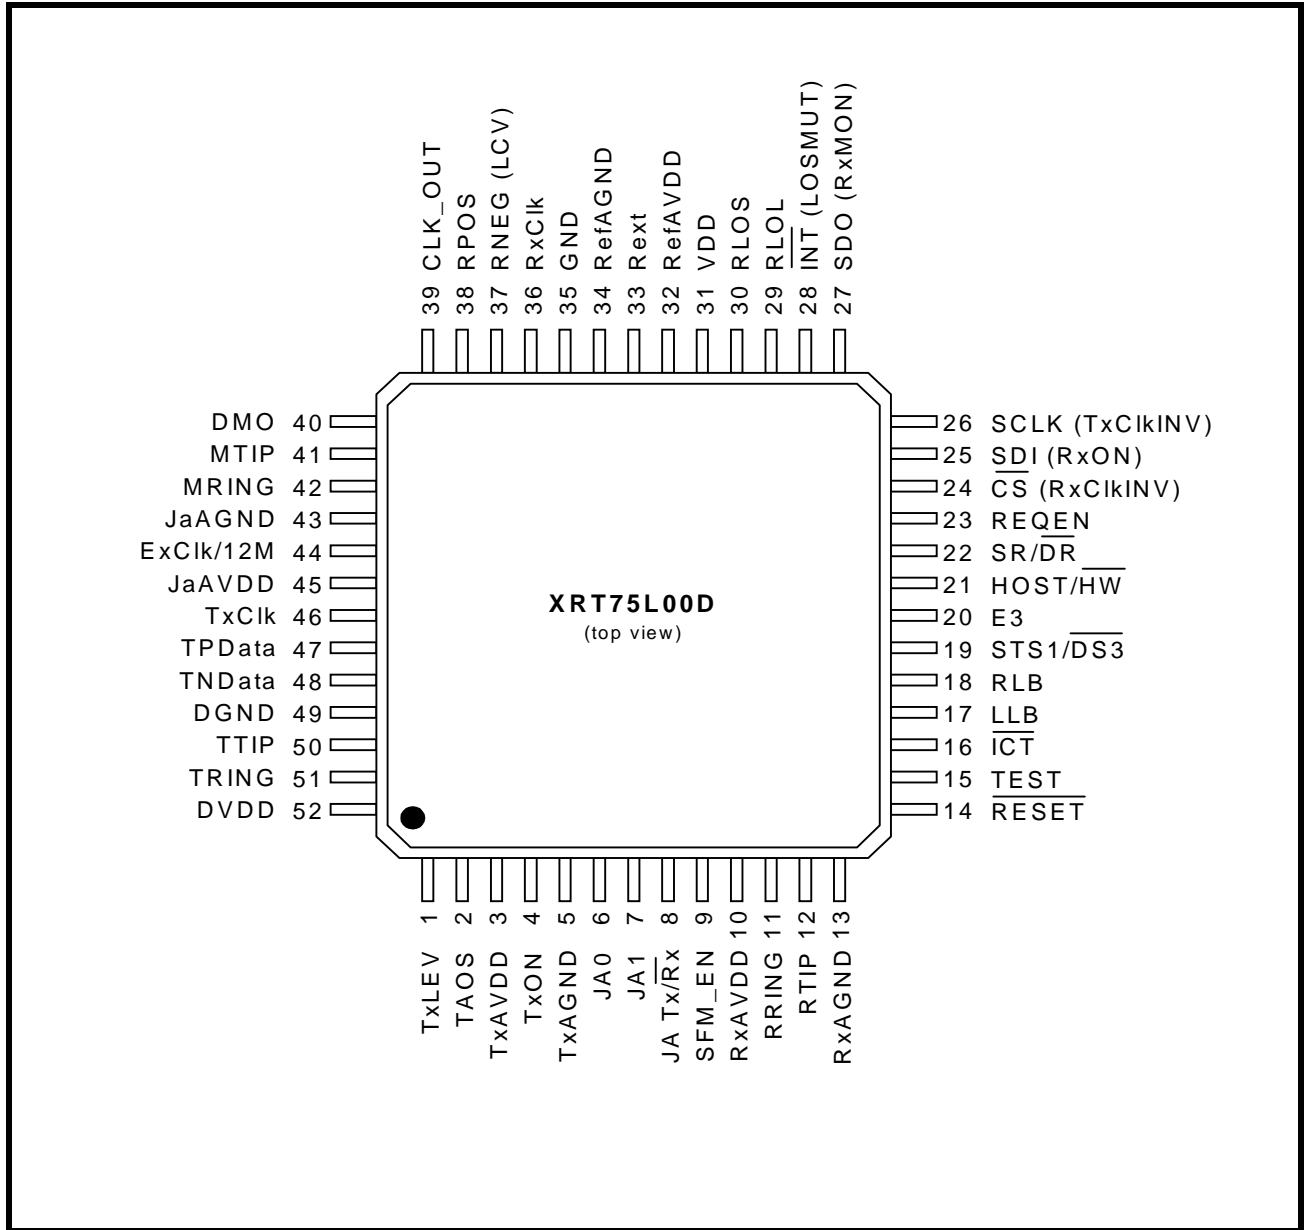 39 CLK_OUT
38 RPOS
37 RNEG (LCV)
36 RxClk
35 GND
34 RefAGND
33 Rext
32 RefAVDD
31 VDD
30 RLOS
29 RLOL
28 INT (LOSMUT)
27 SDO (RxMON)
DMO 40
MTIP 41
MRING 42
JaAGND 43
ExClk/12M 44
JaAVDD 45
TxClk 46
TPData 47
TNData 48
DGND 49
TTIP 50
TRING 51
DVDD 52
XRT75L00D
(top view)
26 SCLK (TxClkINV)
25 SDI (RxON)
24 CS (RxClkINV)
23 REQEN
22 SR/DR
21 HOST/HW
20 E3
19 STS1/DS3
18 RLB
17 LLB
16 ICT
15 TEST
14 RESET
TxLEV 1
TAOS 2
TxAVDD 3
TxON 4
TxAGND 5
JA0 6
JA1 7
JA Tx/Rx 8
SFM_EN 9
RxAVDD 10
RRING 11
RTIP 12
RxAGND 13